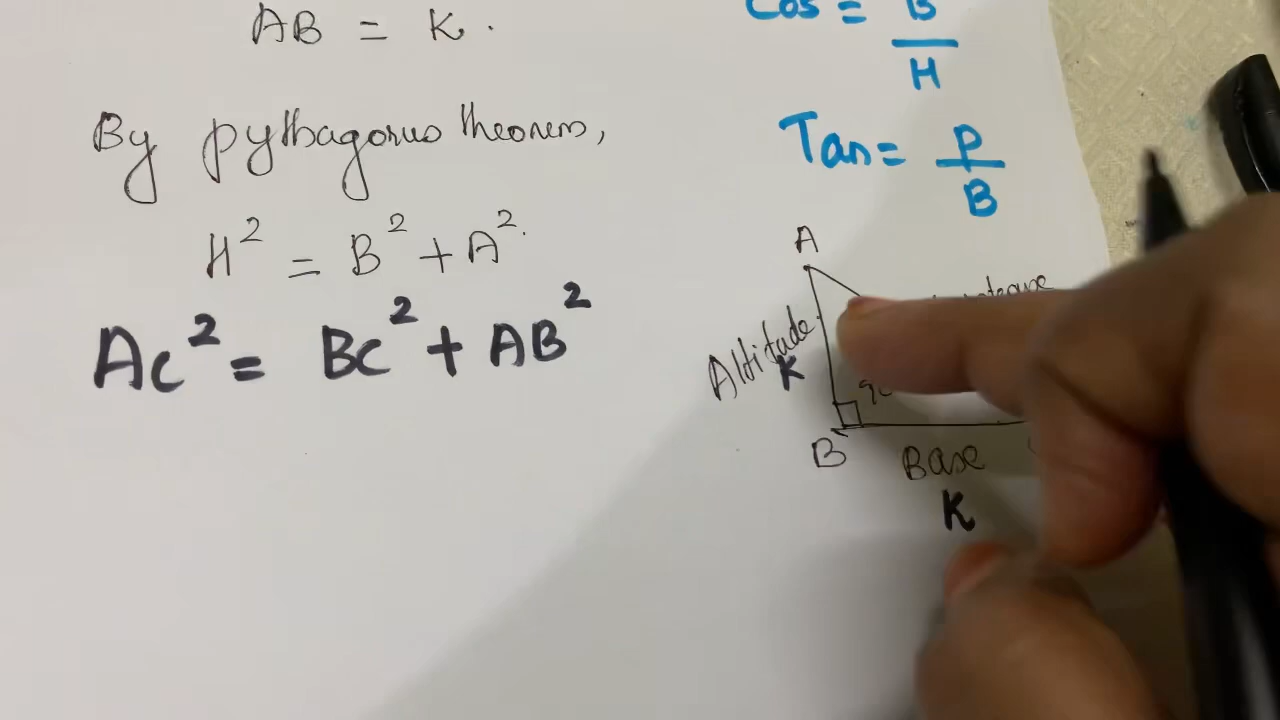 AB = K.
Cos = B
H
By pythagorus theorem,
Tan = P
B
H² = B² + A².
AC² = BC² + AB²
A
Altitude
K
B
Base
K